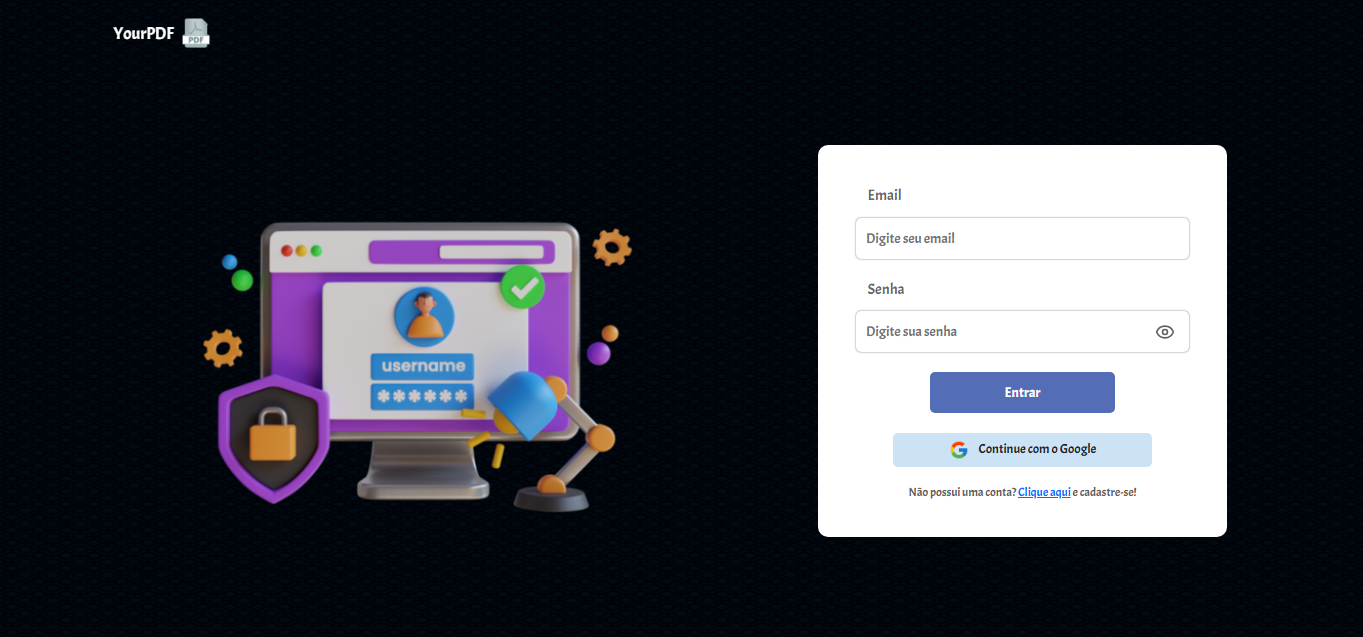 YourPDF
PDF
Email
Digite seu email
Senha
Digite sua senha
username
******
Entrar
Continue com o Google
Não possui uma conta? Clique aqui e cadastre-se!